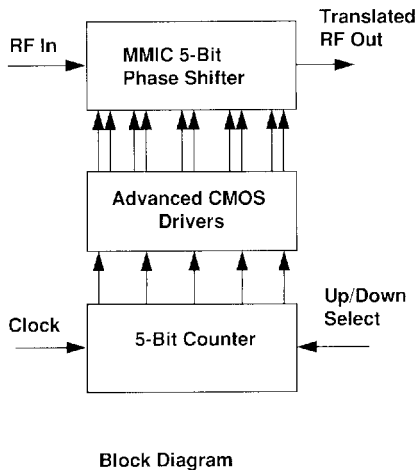 Translated
RF Out
RF In
MMIC 5-Bit
Phase Shifter
Advanced CMOS
Drivers
Up/Down
Select
Clock
5-Bit Counter
Block Diagram